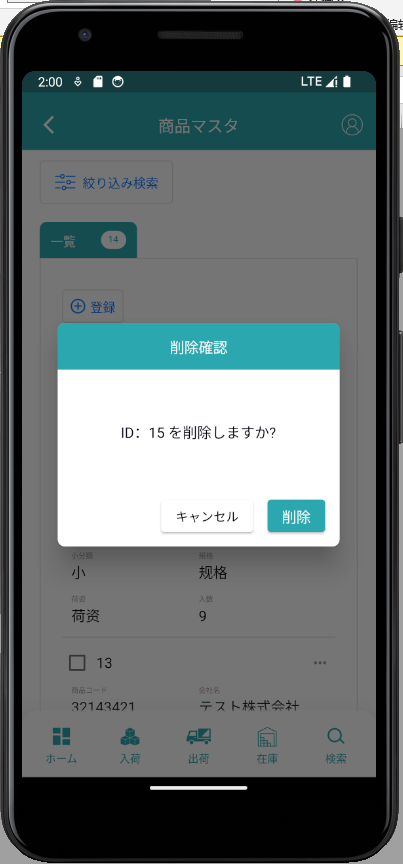 2:00
LTE
商品マスタ
絞り込み検索
一覧 14
登録
削除確認
ID：15 を削除しますか?
キャンセル 削除
小分類 規格
小 规格
荷資 入数
荷资 9
13
商品コード 会社名
32143421 テスト株式会社
ホーム 入荷 出荷 在庫 検索